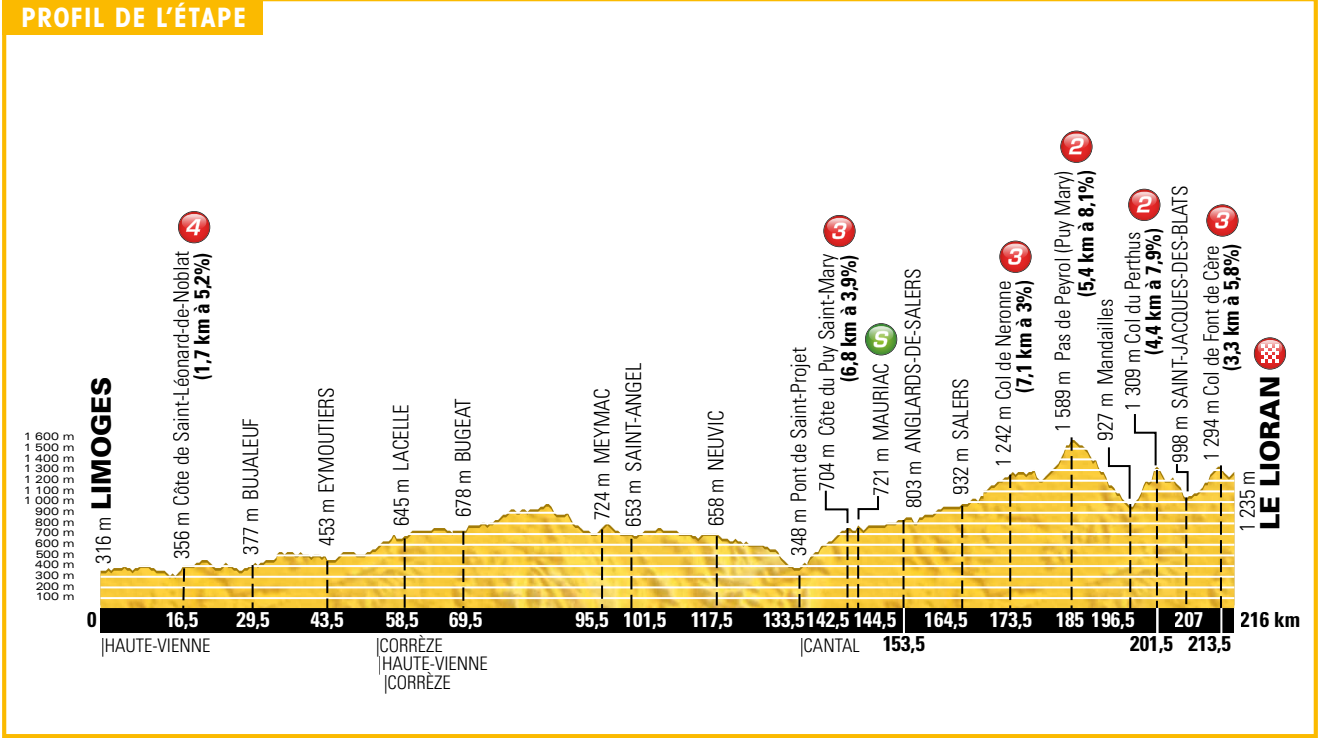 PROFIL DE L'ÉTAPE
1 600 m
1 500 m
1 400 m
1 300 m
1 200 m
1 100 m
1 000 m
900 m
800 m
700 m
600 m
500 m
400 m
300 m
200 m
100 m
316 m LIMOGES
4
356 m Côte de Saint-Léonard-de-Noblat
(1,7 km à 5,2%)
377 m BUJALEUF
453 m EYMOUTIERS
645 m LACELLE
678 m BUGEAT
724 m MEYMAC
653 m SAINT-ANGEL
658 m NEUVIC
348 m Pont de Saint-Projet
3
704 m Côte du Puy Saint-Mary
(6,8 km à 3,9%)
S
721 m MAURIAC
803 m ANGLARDS-DE-SALERS
932 m SALERS
3
1 242 m Col de Neronne
(7,1 km à 3%)
2
1 589 m Pas de Peyrol (Puy Mary)
(5,4 km à 8,1%)
927 m Mandailles
2
1 309 m Col du Perthus
(4,4 km à 7,9%)
998 m SAINT-JACQUES-DES-BLATS
3
1 294 m Col de Font de Cère
(3,3 km à 5,8%)
1 235 m
LE LIORAN
0 16,5 29,5 43,5 58,5 69,5 95,5 101,5 117,5 133,5 142,5 144,5 164,5 173,5 185 196,5 207 216 km
153,5 201,5 213,5
|HAUTE-VIENNE |CORRÈZE |CANTAL
|HAUTE-VIENNE
|CORRÈZE